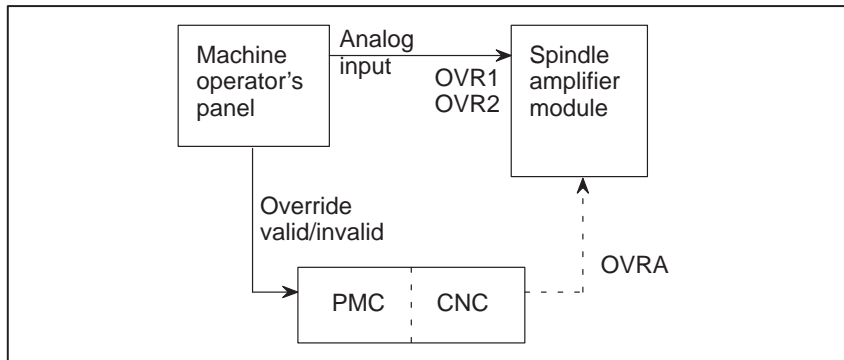 Machine
operator's
panel
Analog
input
OVR1
OVR2
Spindle
amplifier
module
Override
valid/invalid
PMC
CNC
OVRA